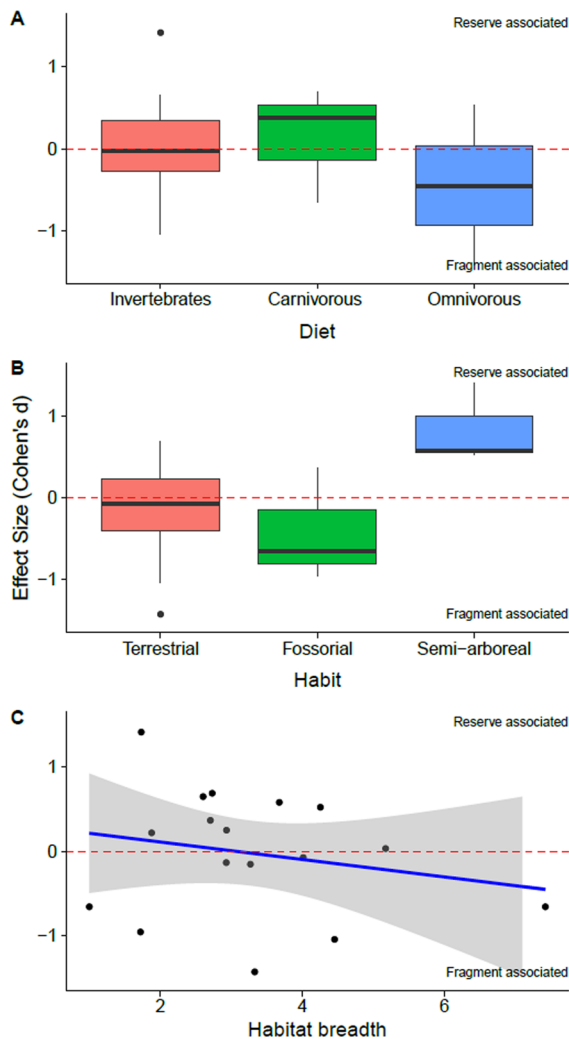 A
Reserve associated
1
0
−1
Fragment associated
Invertebrates Carnivorous Omnivorous
Diet
B
Reserve associated
Effect Size (Cohen's d)
1
0
−1
Fragment associated
Terrestrial Fossorial Semi−arboreal
Habit
C
Reserve associated
1
0
−1
Fragment associated
2 4 6
Habitat breadth